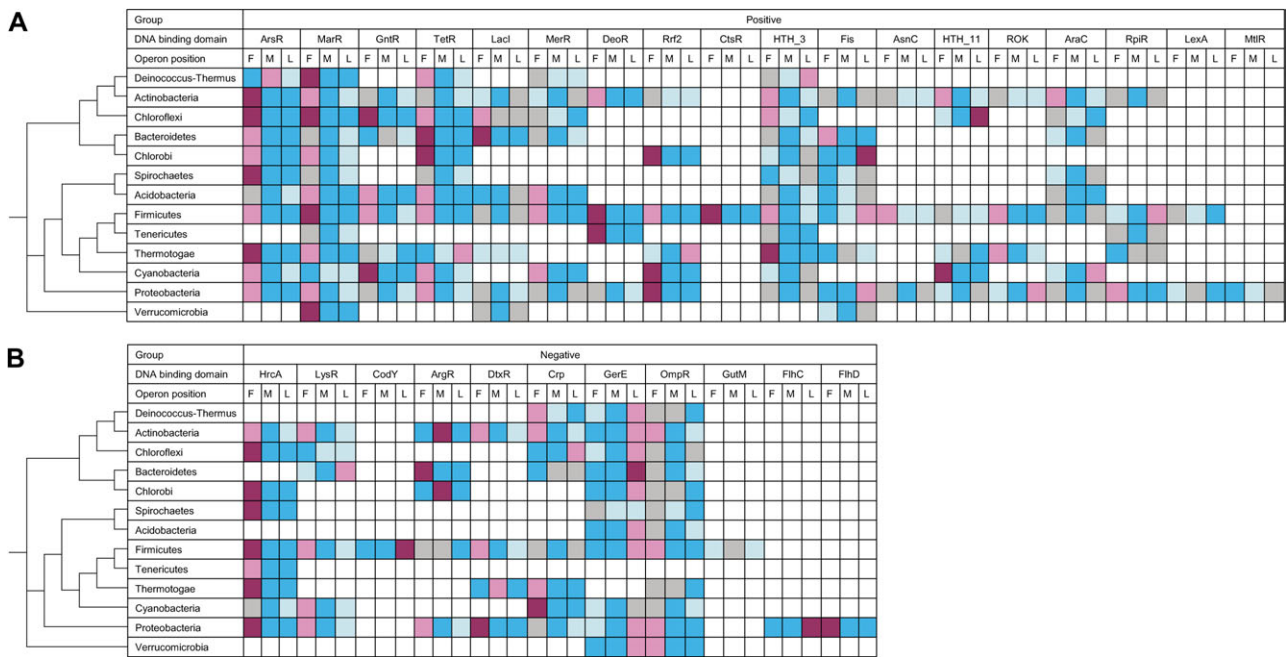 A
Group Positive
DNA binding domain ArsR MarR GntR TetR LacI MerR DeoR Rrf2 CtsR HTH_3 Fis AsnC HTH_11 ROK AraC RpiR LexA MtlR
Operon position F M L F M L F M L F M L F M L F M L F M L F M L F M L F M L F M L F M L F M L F M L F M L F M L F M L F M L
Deinococcus-Thermus
Actinobacteria
Chloroflexi
Bacteroidetes
Chlorobi
Spirochaetes
Acidobacteria
Firmicutes
Tenericutes
Thermotogae
Cyanobacteria
Proteobacteria
Verrucomicrobia
B
Group Negative
DNA binding domain HrcA LysR CodY ArgR DtxR Crp GerE OmpR GutM FlhC FlhD
Operon position F M L F M L F M L F M L F M L F M L F M L F M L F M L F M L F M L
Deinococcus-Thermus
Actinobacteria
Chloroflexi
Bacteroidetes
Chlorobi
Spirochaetes
Acidobacteria
Firmicutes
Tenericutes
Thermotogae
Cyanobacteria
Proteobacteria
Verrucomicrobia